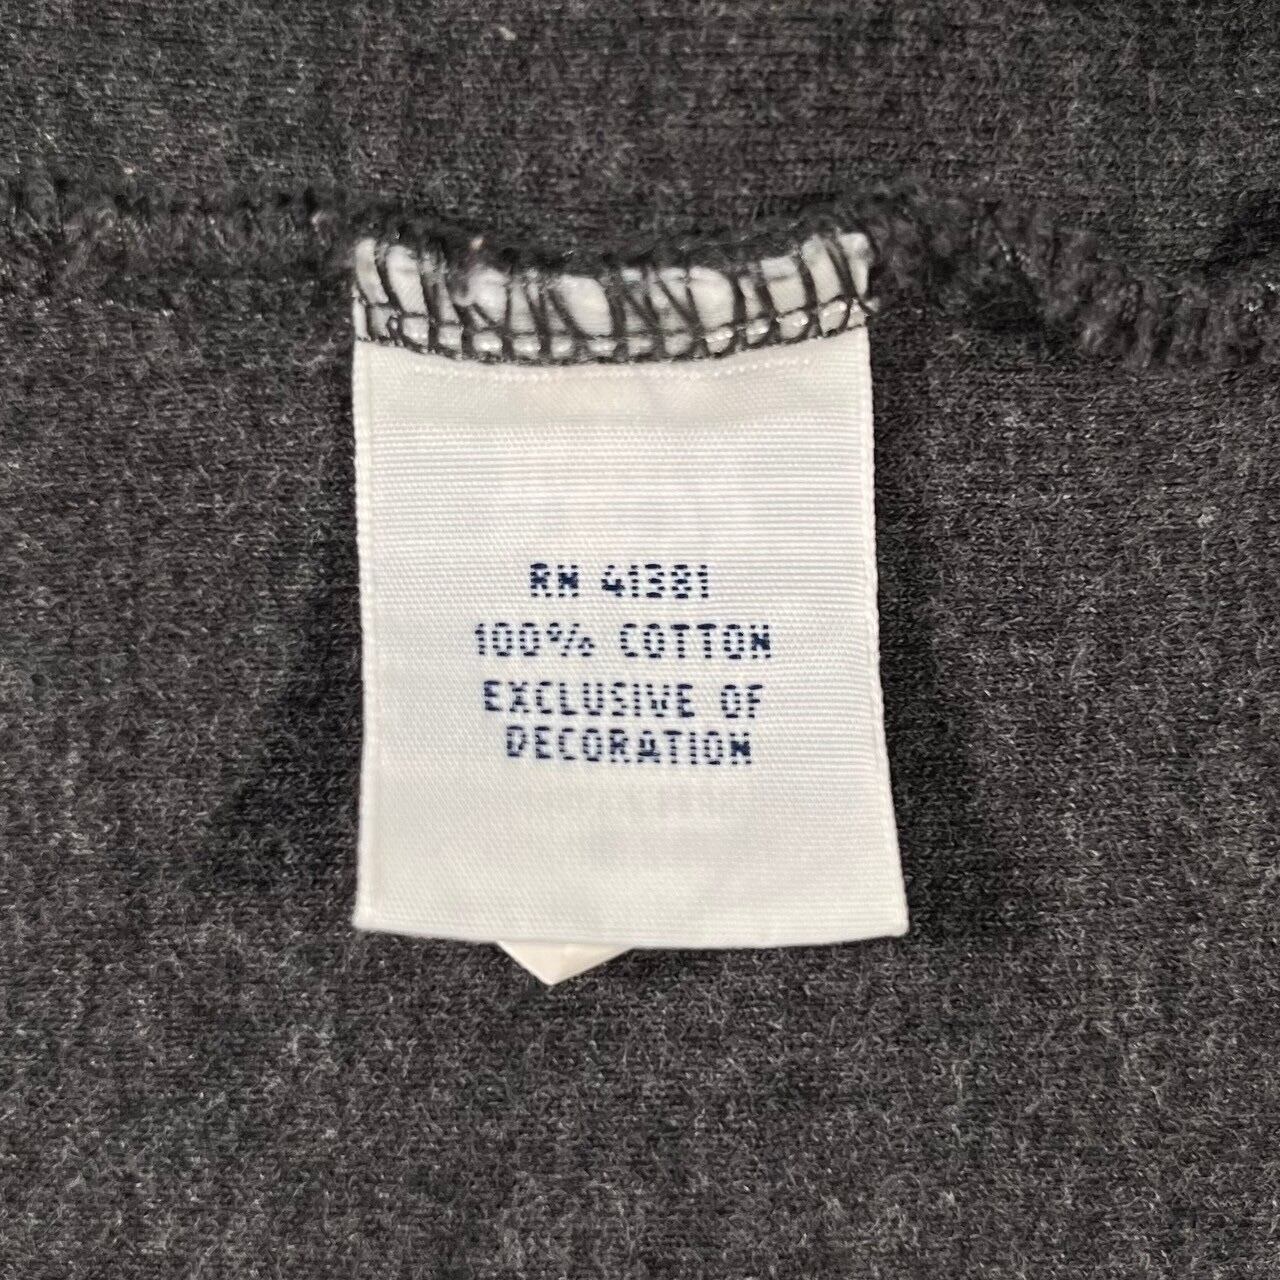 RN 41381
100% COTTON
EXCLUSIVE OF
DECORATION